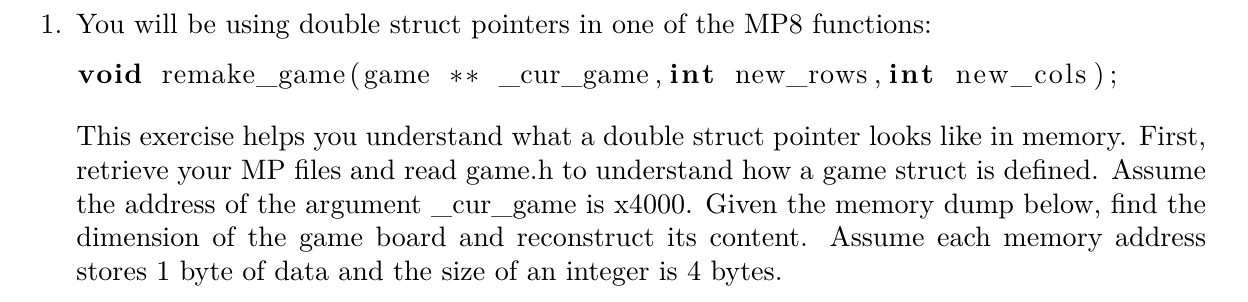 1. You will be using double struct pointers in one of the MP8 functions:
void remake_game(game ** _cur_game,int new_rows,int new_cols);
This exercise helps you understand what a double struct pointer looks like in memory. First,
retrieve your MP files and read game.h to understand how a game struct is defined. Assume
the address of the argument _cur_game is x4000. Given the memory dump below, find the
dimension of the game board and reconstruct its content. Assume each memory address
stores 1 byte of data and the size of an integer is 4 bytes.